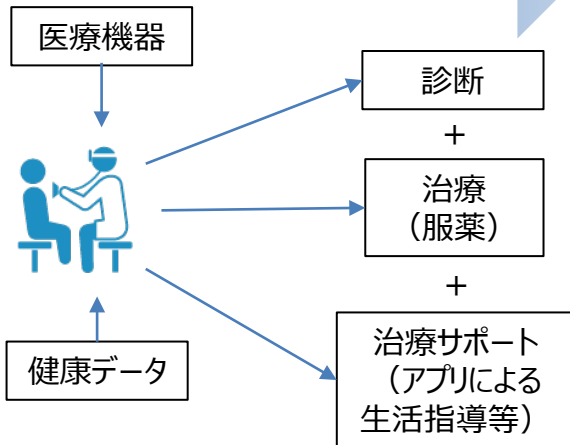 医療機器
診断
+
治療
（服薬）
+
健康データ
治療サポート
（アプリによる
生活指導等）